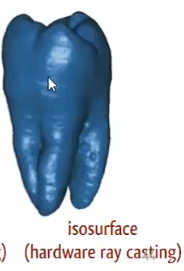 isosurface
) (hardware ray casting)